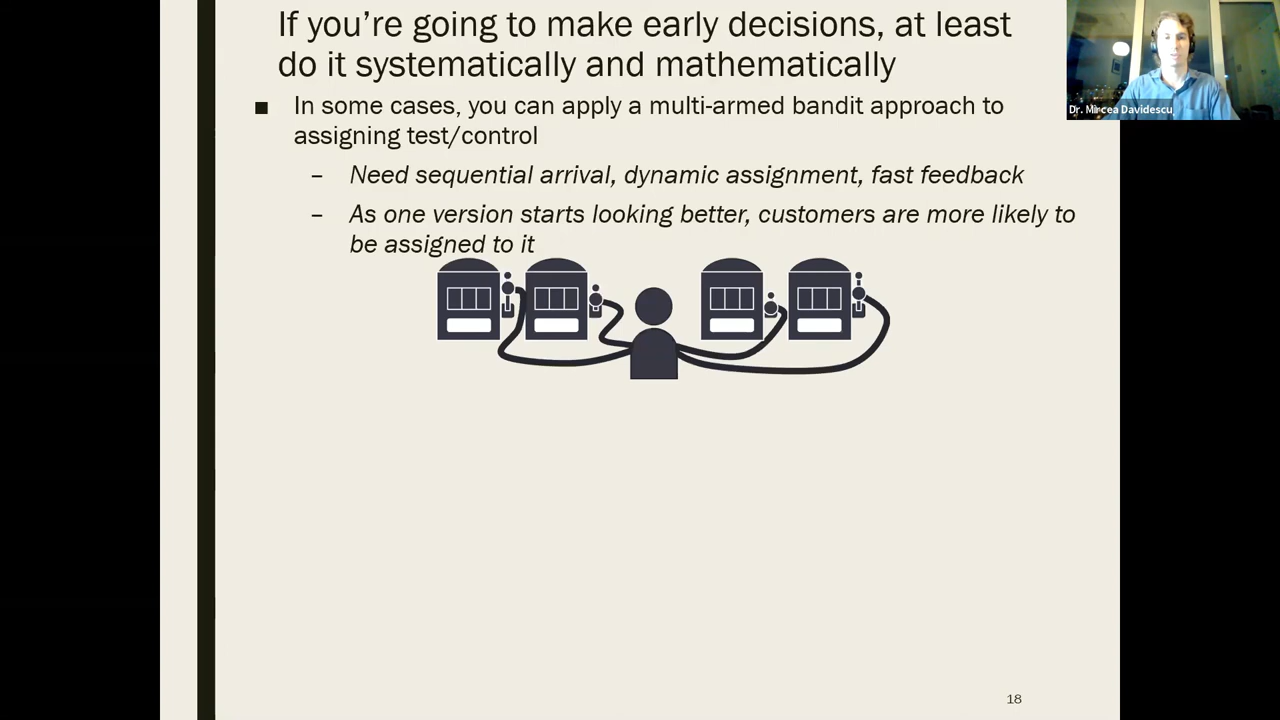 If you’re going to make early decisions, at least
do it systematically and mathematically
■ In some cases, you can apply a multi-armed bandit approach to
assigning test/control
– Need sequential arrival, dynamic assignment, fast feedback
– As one version starts looking better, customers are more likely to
be assigned to it
Dr. Mircea Davidescu
18